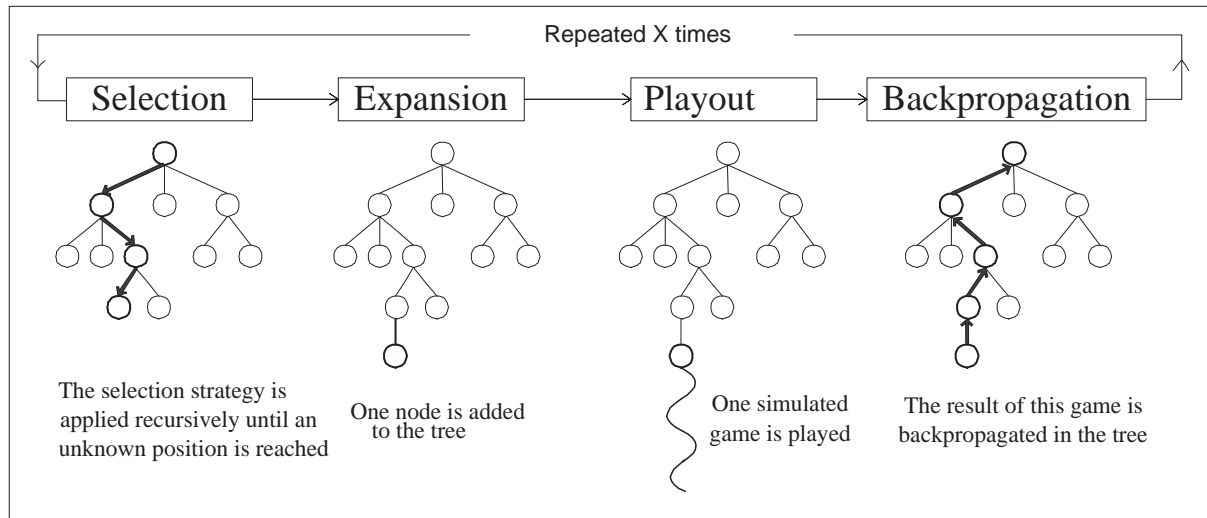 Repeated X times
Selection
Expansion
Playout
Backpropagation
The selection strategy is
applied recursively until an
unknown position is reached
One node is added
to the tree
One simulated
game is played
The result of this game is
backpropagated in the tree